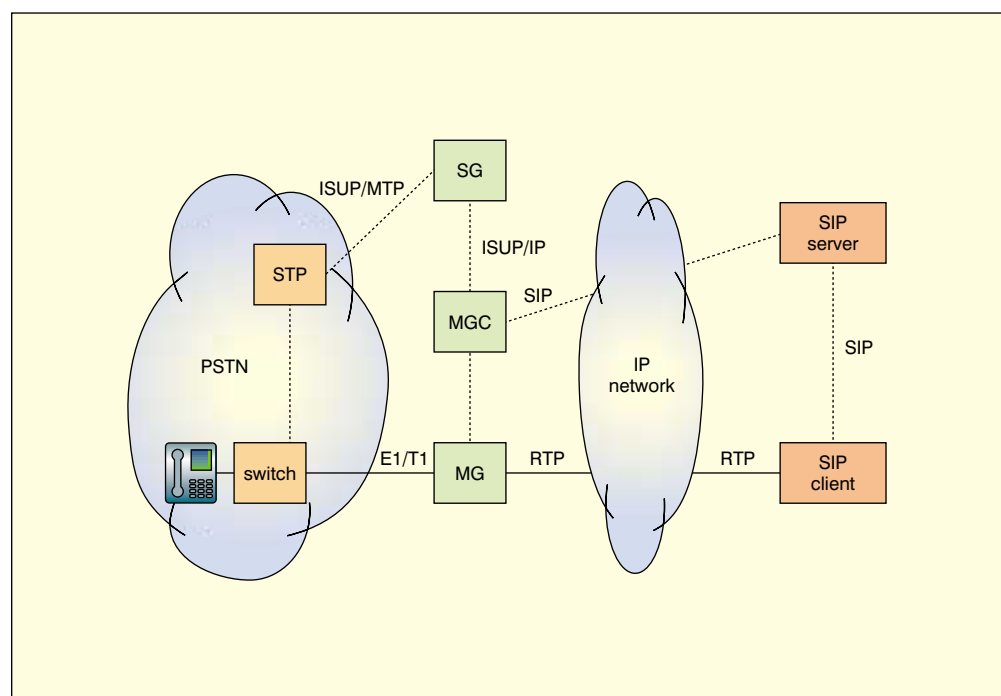 SG
ISUP/MTP
SIP
server
ISUP/IP
STP
SIP
MGC
SIP
PSTN
IP
network
E1/T1
RTP
RTP
switch
MG
SIP
client